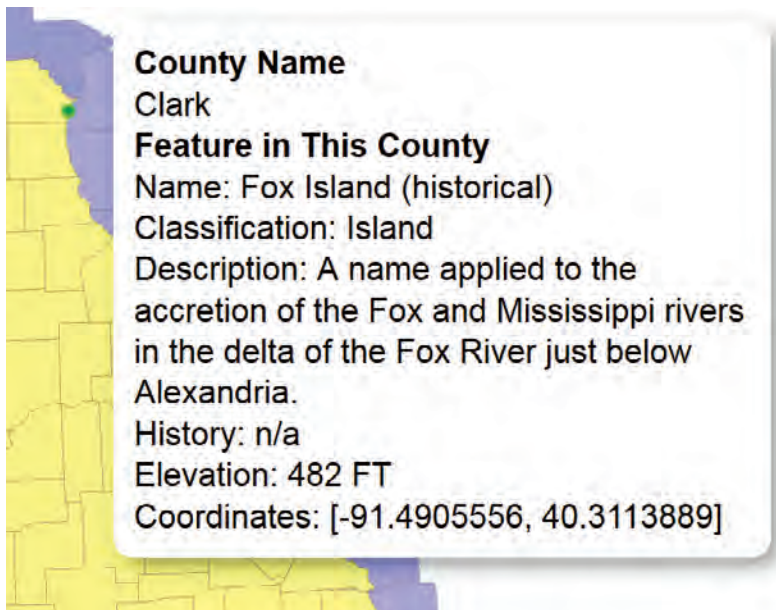 County Name
Clark
Feature in This County
Name: Fox Island (historical)
Classification: Island
Description: A name applied to the
accretion of the Fox and Mississippi rivers
in the delta of the Fox River just below
Alexandria.
History: n/a
Elevation: 482 FT
Coordinates: [-91.4905556, 40.3113889]